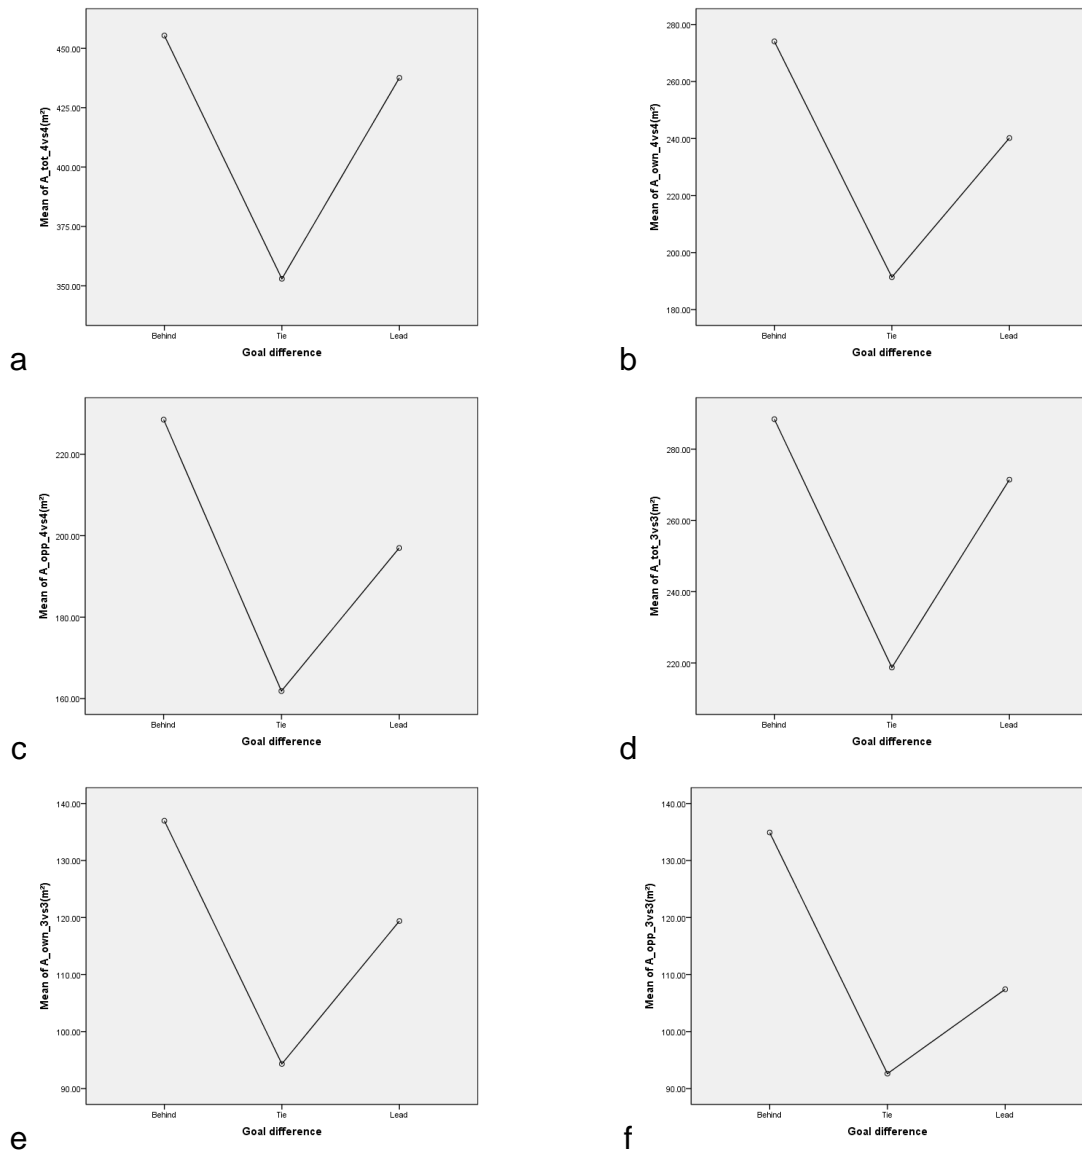 Mean of A_tot_4vs4(m²)
450.00
425.00
400.00
375.00
350.00
Behind Tie Lead
Goal difference
a
Mean of A_own_4vs4(m²)
280.00
260.00
240.00
220.00
200.00
180.00
Behind Tie Lead
Goal difference
b
Mean of A_opp_4vs4(m²)
220.00
200.00
180.00
160.00
Behind Tie Lead
Goal difference
c
Mean of A_tot_3vs3(m²)
280.00
260.00
240.00
220.00
Behind Tie Lead
Goal difference
d
Mean of A_own_3vs3(m²)
140.00
130.00
120.00
110.00
100.00
90.00
Behind Tie Lead
Goal difference
e
Mean of A_opp_3vs3(m²)
140.00
130.00
120.00
110.00
100.00
90.00
Behind Tie Lead
Goal difference
f